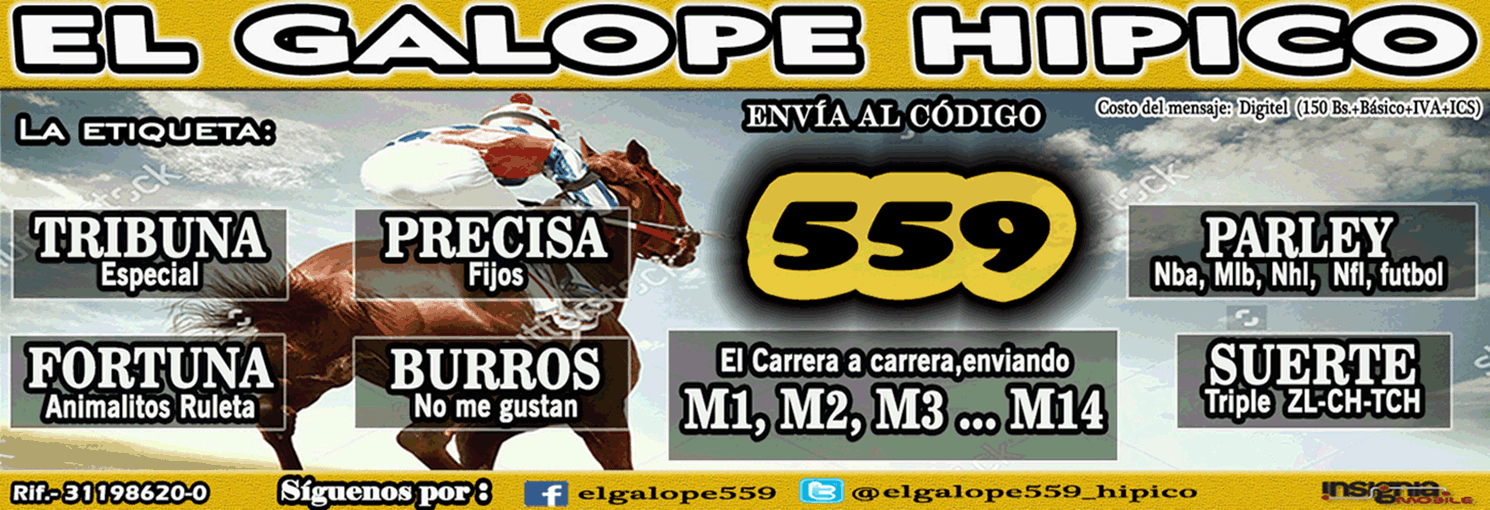 EL GALOPE HIPICO
LA ETIQUETA:
ENVÍA AL CÓDIGO
Costo del mensaje: Digitel (150 Bs.+Básico+IVA+ICS)
559
TRIBUNA
Especial
PRECISA
Fijos
PARLEY
Nba, Mlb, Nhl, Nfl, futbol
FORTUNA
Animalitos Ruleta
BURROS
No me gustan
El Carrera a carrera,enviando
M1, M2, M3 ... M14
SUERTE
Triple ZL-CH-TCH
Rif.- 31198620-0
Síguenos por :
f elgalope559
@elgalope559_hipico
INSIGNIA
MOBILE